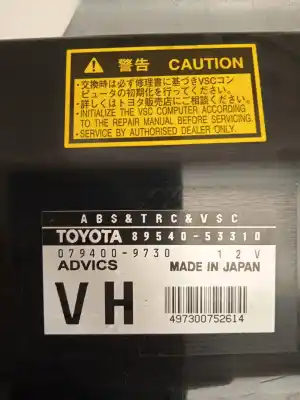 警告 CAUTION
・交換時は必ず修理書に基づきVSCコン
ピュータの初期化を行ってください。
・詳しくはトヨタ販売店にご相談ください。
・INITIALIZE THE VSC COMPUTER ACCORDING
TO THE REPAIR MANUAL BEFORE SERVICING.
・SERVICE BY AUTHORISED DEALER ONLY.
ABS&TRC&VSC
TOYOTA 89540-53310
079400-9730 12V
ADVICS MADE IN JAPAN
VH
497300752614